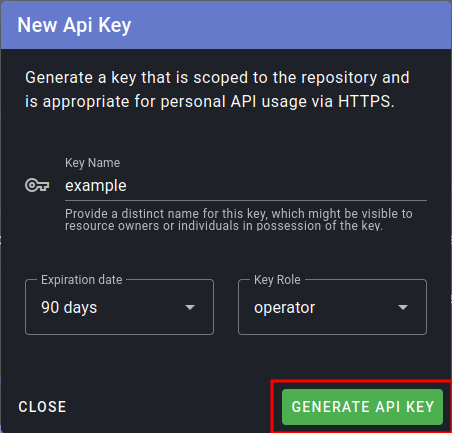 New Api Key
Generate a key that is scoped to the repository and
is appropriate for personal API usage via HTTPS.
Key Name
example
Provide a distinct name for this key, which might be visible to
resource owners or individuals in possession of the key.
Expiration date
90 days
Key Role
operator
CLOSE
GENERATE API KEY